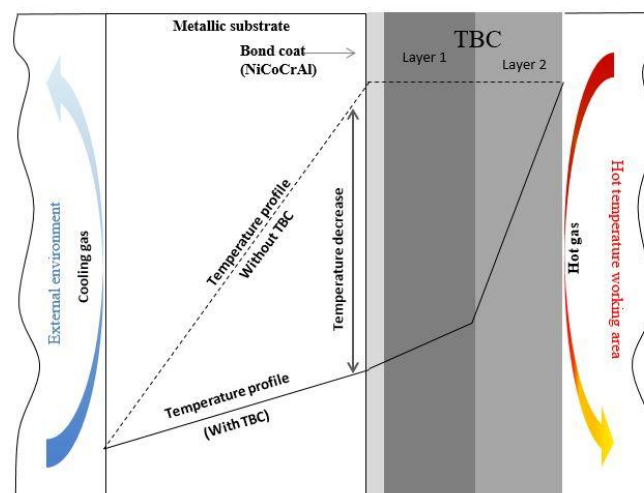 Metallic substrate
Bond coat
(NiCoCrAl)
TBC
Layer 1
Layer 2
External environment
Cooling gas
Temperature profile
Without TBC
Temperature decrease
Temperature profile
(With TBC)
Hot gas
Hot temperature working
area